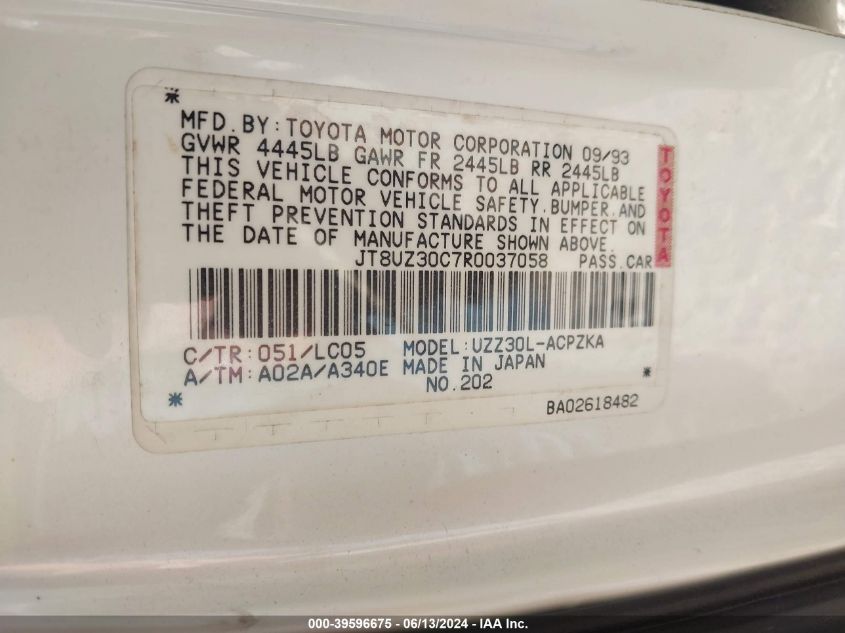 MFD.BY:TOYOTA MOTOR CORPORATION 09/93
GVWR 4445LB GAWR FR 2445LB RR 2445LB
THIS VEHICLE CONFORMS TO ALL APPLICABLE
FEDERAL MOTOR VEHICLE SAFETY,BUMPER,AND
THEFT PREVENTION STANDARDS IN EFFECT ON
THE DATE OF MANUFACTURE SHOWN ABOVE.
JT8UZ30C7R0037058 PASS.CAR
TOYOTA
C/TR:051/LC05 MODEL:UZZ30L-ACPZKA
A/TM:A02A/A340E MADE IN JAPAN
NO.202
BA02618482
000-39596675 / 06/13/2024 - © IAA Inc.